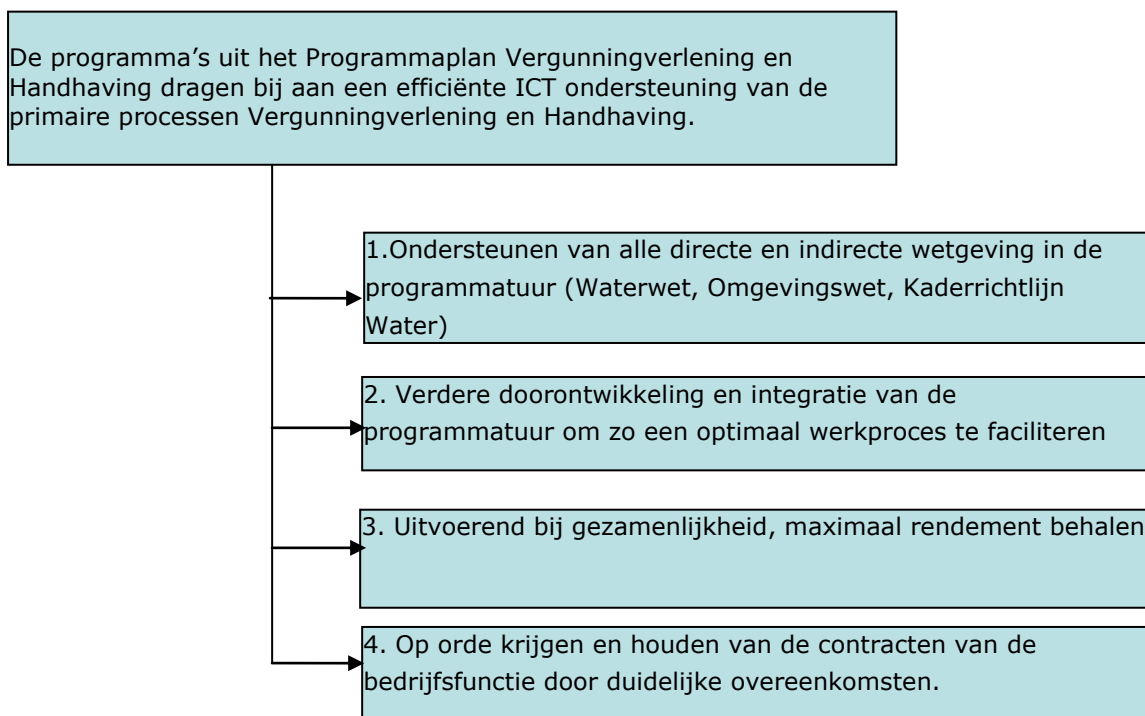 De programma’s uit het Programmaplan Vergunningverlening en
Handhaving dragen bij aan een efficiënte ICT ondersteuning van de
primaire processen Vergunningverlening en Handhaving.
1.Ondersteunen van alle directe en indirecte wetgeving in de
programmatuur (Waterwet, Omgevingswet, Kaderrichtlijn
Water)
2. Verdere doorontwikkeling en integratie van de
programmatuur om zo een optimaal werkproces te faciliteren
3. Uitvoerend bij gezamenlijkheid, maximaal rendement behalen
4. Op orde krijgen en houden van de contracten van de
bedrijfsfunctie door duidelijke overeenkomsten.